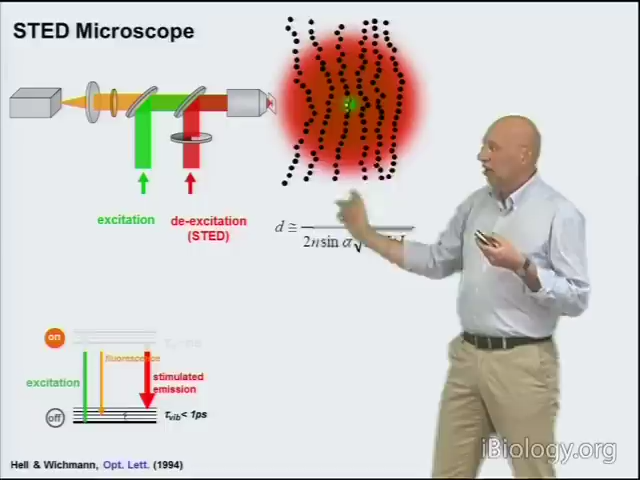 STED Microscope
excitation
de-excitation
(STED)
d ≅
2n sin α√
on
fluorescence
excitation
stimulated
emission
off
τvib< 1ps
iBiology.org
Hell & Wichmann, Opt. Lett. (1994)